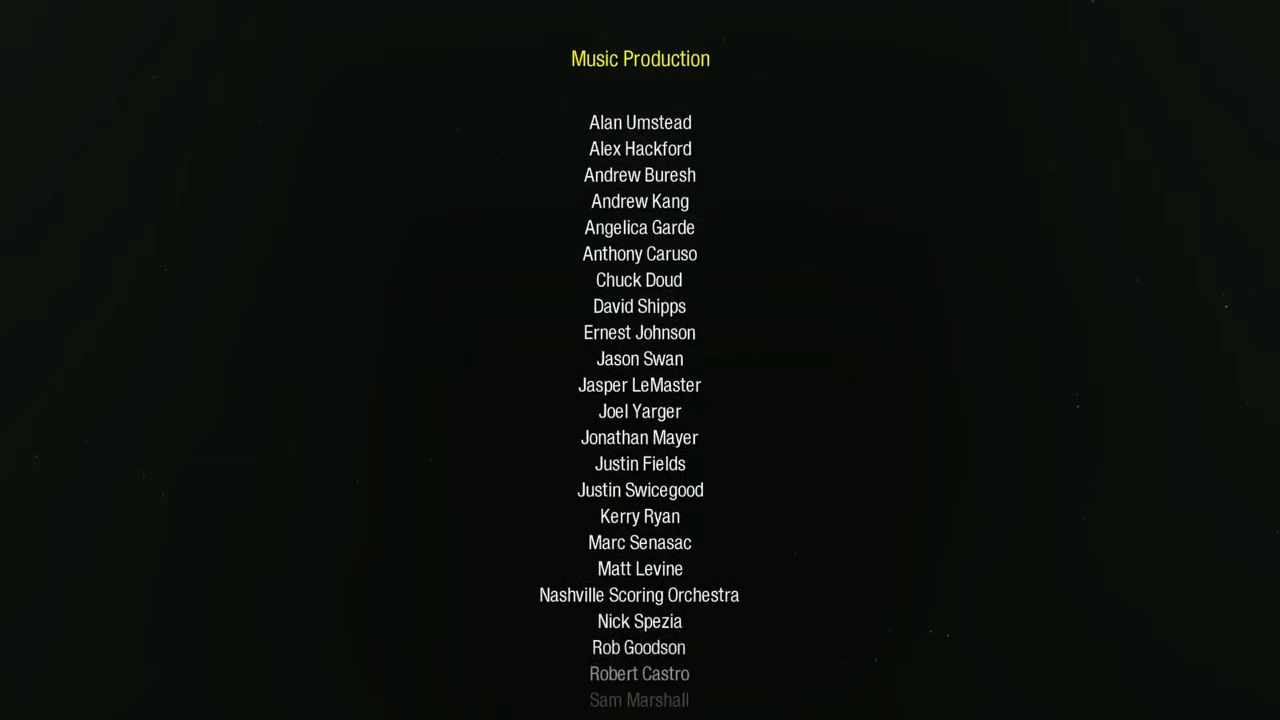 Music Production
Alan Umstead
Alex Hackford
Andrew Buresh
Andrew Kang
Angelica Garde
Anthony Caruso
Chuck Doud
David Shipps
Ernest Johnson
Jason Swan
Jasper LeMaster
Joel Yarger
Jonathan Mayer
Justin Fields
Justin Swicegood
Kerry Ryan
Marc Senasac
Matt Levine
Nashville Scoring Orchestra
Nick Spezia
Rob Goodson
Robert Castro
Sam Marshall